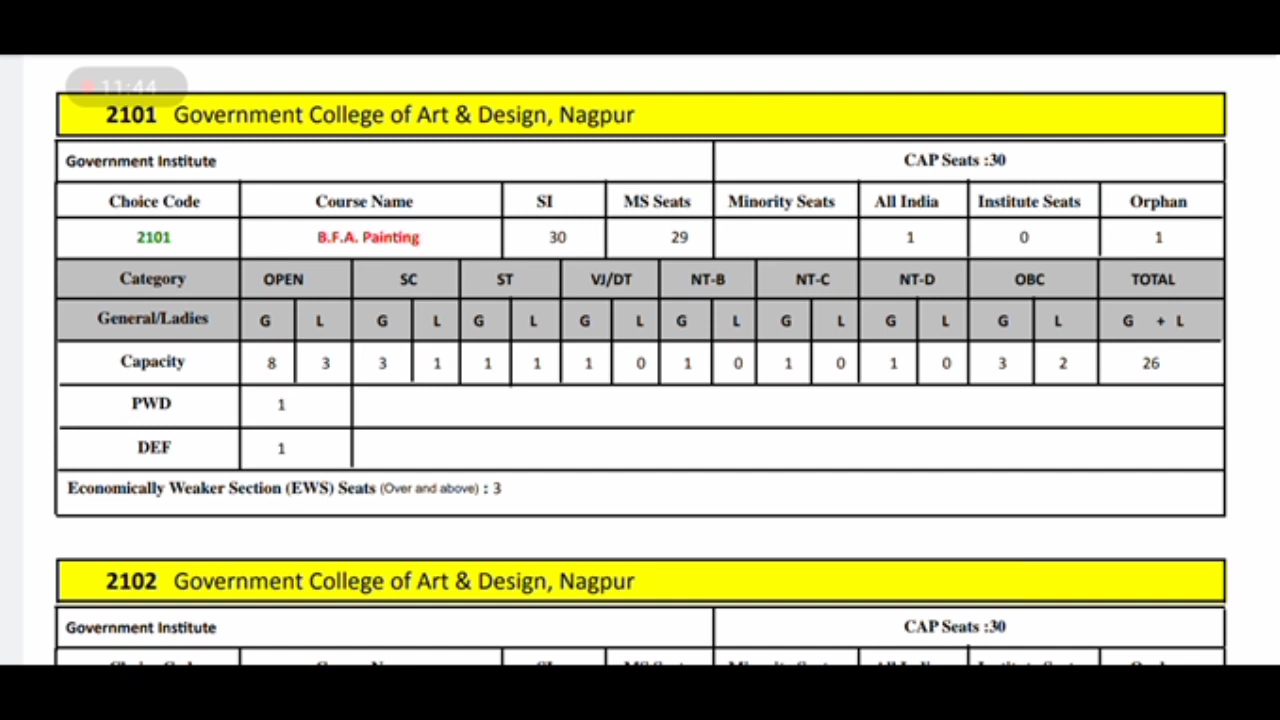 11:44
2101 Government College of Art & Design, Nagpur
Government Institute CAP Seats :30
Choice Code Course Name SI MS Seats Minority Seats All India Institute Seats Orphan
2101 B.F.A. Painting 30 29 1 0 1
Category OPEN SC ST VJ/DT NT-B NT-C NT-D OBC TOTAL
General/Ladies G L G L G L G L G L G L G L G L G + L
Capacity 8 3 3 1 1 1 1 0 1 0 1 0 1 0 3 2 26
PWD 1
DEF 1
Economically Weaker Section (EWS) Seats (Over and above) : 3
2102 Government College of Art & Design, Nagpur
Government Institute CAP Seats :30